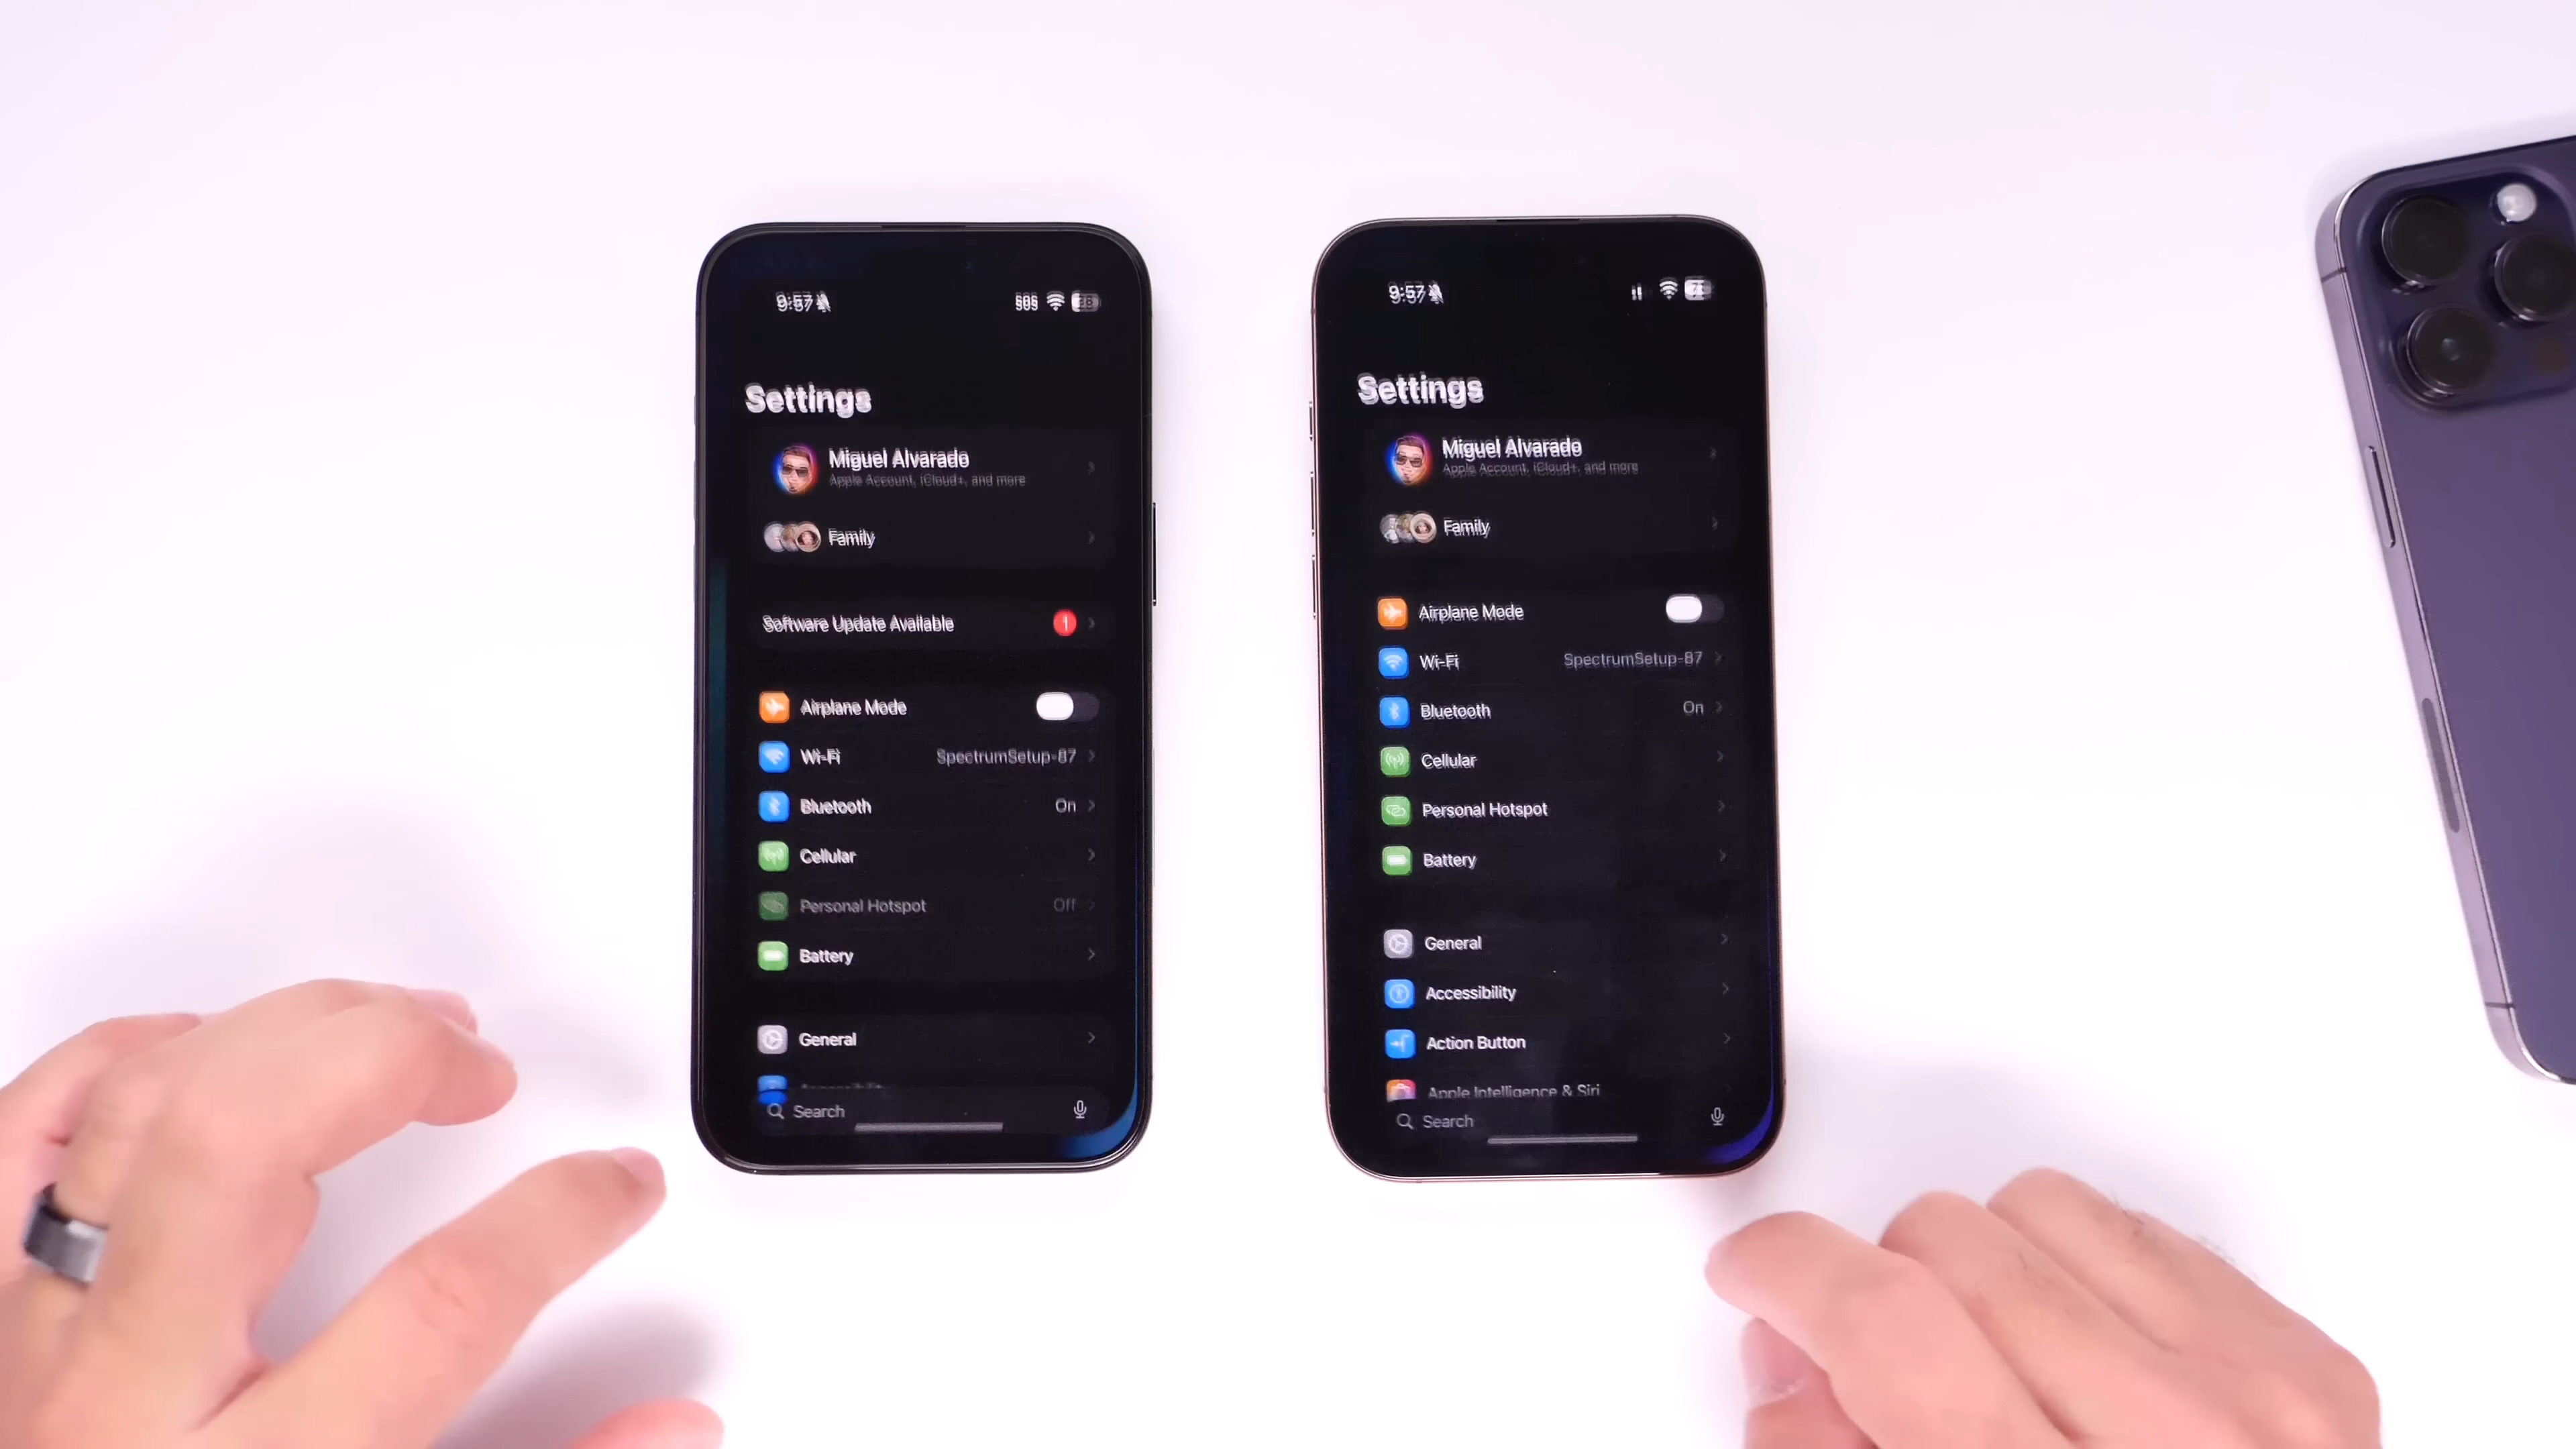 9:57
SOS 28
Settings
Miguel Alvarado
Apple Account, iCloud+, and more
Family
Software Update Available 1
Airplane Mode
Wi-Fi SpectrumSetup-87
Bluetooth On
Cellular
Personal Hotspot Off
Battery
General
Accessibility
Search
9:57
Settings
Miguel Alvarado
Apple Account, iCloud+, and more
Family
Airplane Mode
Wi-Fi SpectrumSetup-87
Bluetooth On
Cellular
Personal Hotspot
Battery
General
Accessibility
Action Button
Apple Intelligence & Siri
Search